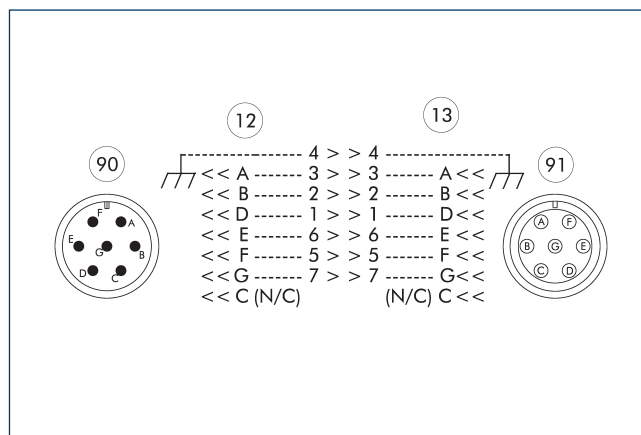 12
13
90
91
4 > > 4
<< A ------ 3 > > 3 ------ A <<
<< B ------ 2 > > 2 ------ B <<
<< D ------ 1 > > 1 ------ D <<
<< E ------ 6 > > 6 ------ E <<
<< F ------ 5 > > 5 ------ F <<
<< G ------ 7 > > 7 ------ G <<
<< C (N/C) (N/C) C <<
F A
E G B
D C
A F
B G E
C D